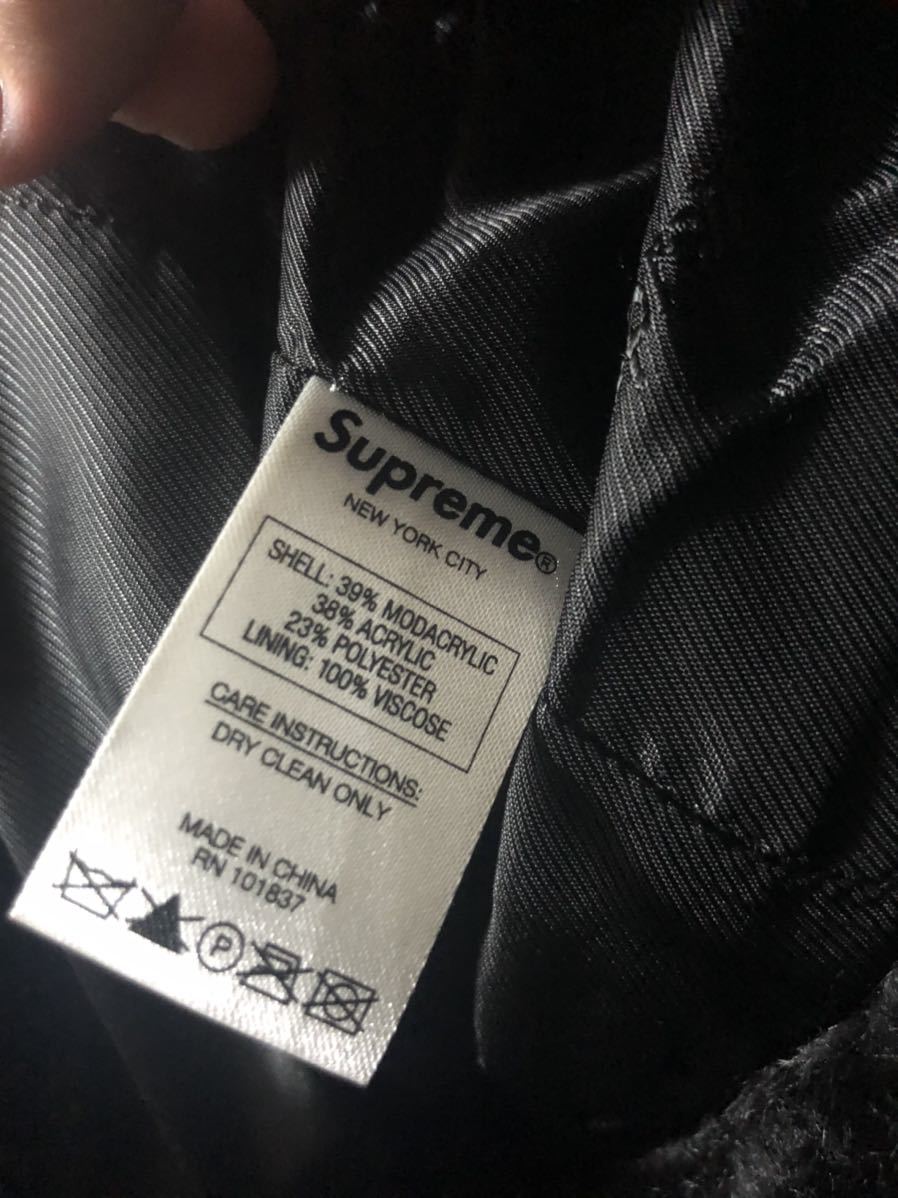 Supreme®
NEW YORK CITY
SHELL: 39% MODACRYLIC
38% ACRYLIC
23% POLYESTER
LINING: 100% VISCOSE
CARE INSTRUCTIONS:
DRY CLEAN ONLY
MADE IN CHINA
RN 101837
P